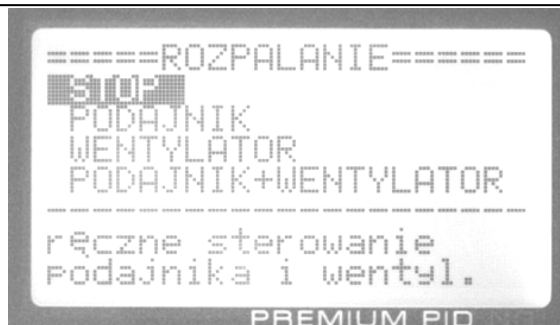 =====ROZPALANIE======
STOP
PODAJNIK
WENTYLATOR
PODAJNIK+WENTYLATOR
---------------------
ręczne sterowanie
podajnika i wentyl.
PREMIUM PID